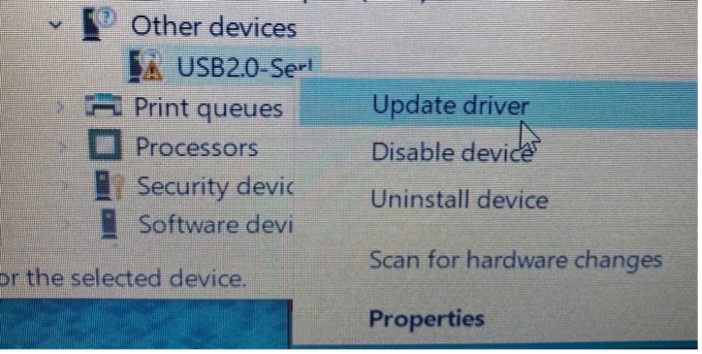 Other devices
USB2.0-Ser
Print queues
Update driver
Processors
Disable device
Security devic
Uninstall device
Software devi
Scan for hardware changes
or the selected device.
Properties